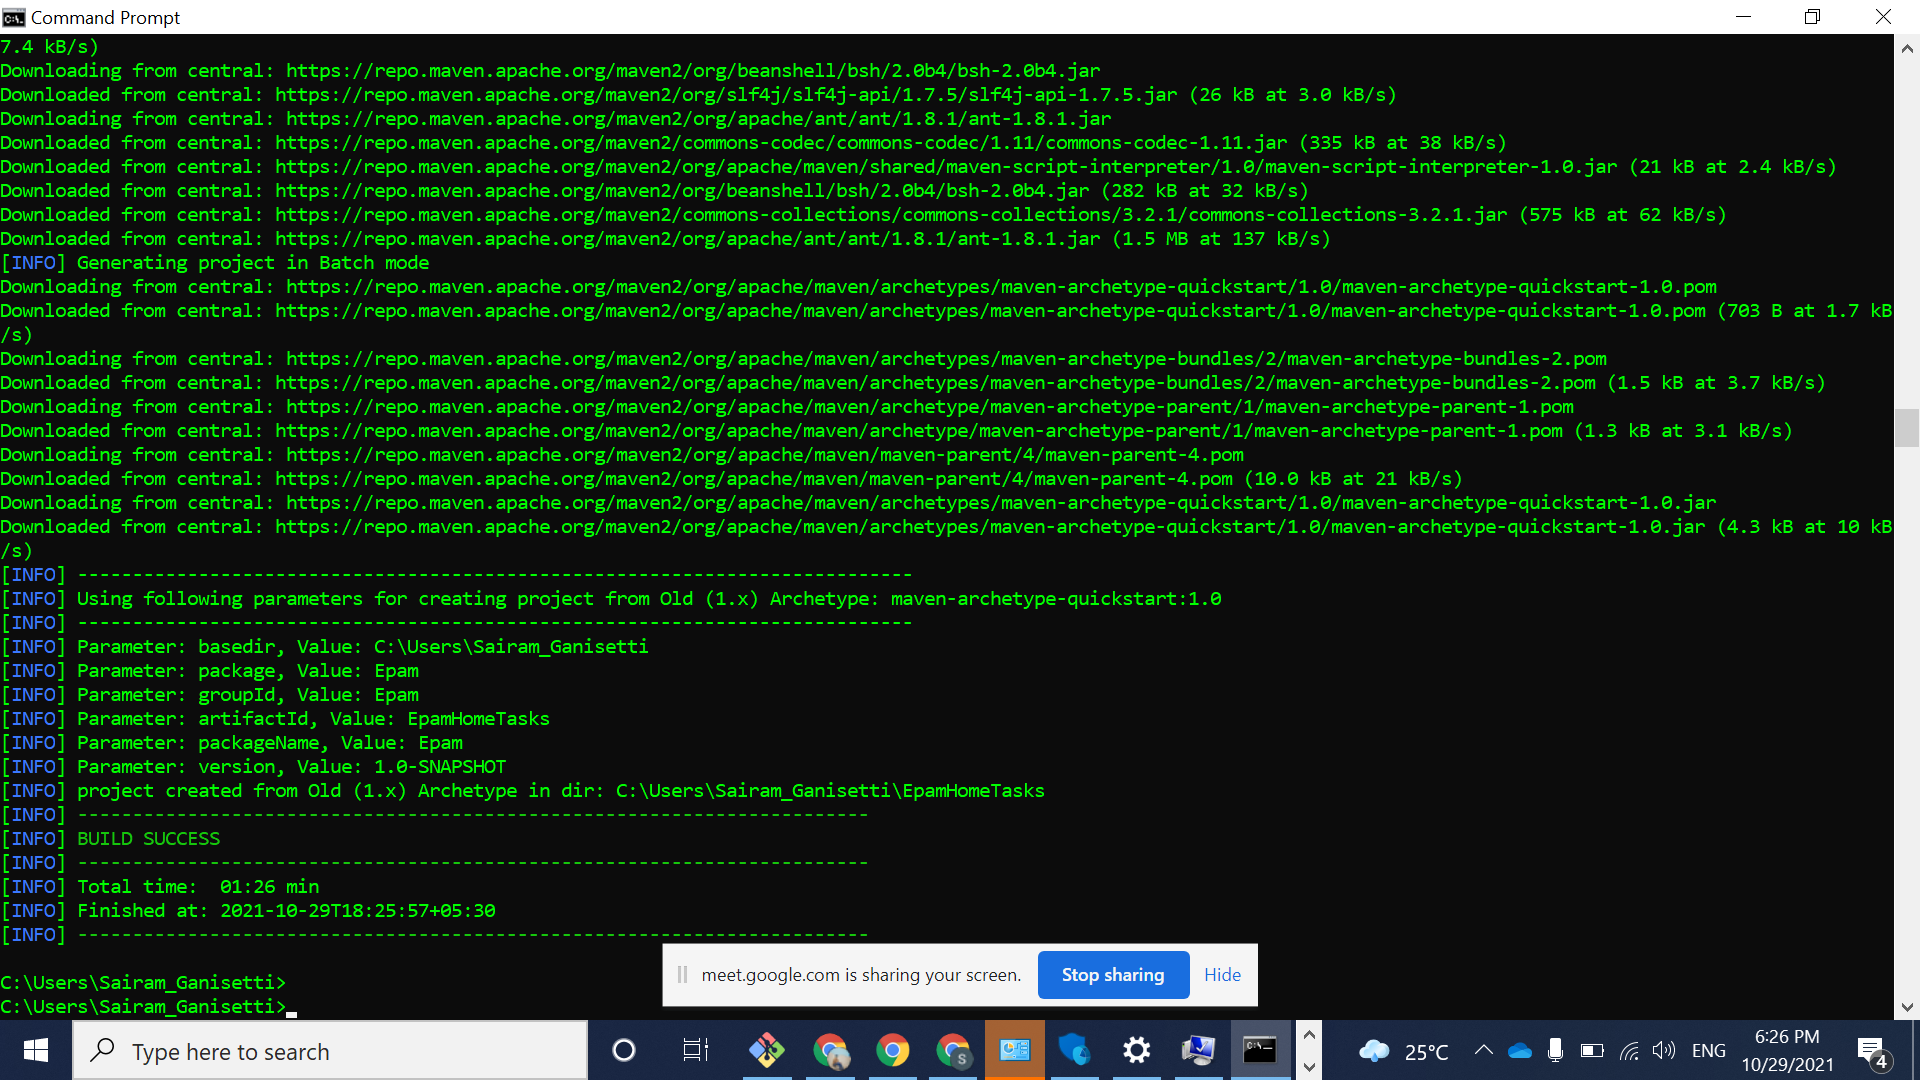 Command Prompt
7.4 kB/s)
Downloading from central: https://repo.maven.apache.org/maven2/org/beanshell/bsh/2.0b4/bsh-2.0b4.jar
Downloaded from central: https://repo.maven.apache.org/maven2/org/slf4j/slf4j-api/1.7.5/slf4j-api-1.7.5.jar (26 kB at 3.0 kB/s)
Downloading from central: https://repo.maven.apache.org/maven2/org/apache/ant/ant/1.8.1/ant-1.8.1.jar
Downloaded from central: https://repo.maven.apache.org/maven2/commons-codec/commons-codec/1.11/commons-codec-1.11.jar (335 kB at 38 kB/s)
Downloaded from central: https://repo.maven.apache.org/maven2/org/apache/maven/shared/maven-script-interpreter/1.0/maven-script-interpreter-1.0.jar (21 kB at 2.4 kB/s)
Downloaded from central: https://repo.maven.apache.org/maven2/org/beanshell/bsh/2.0b4/bsh-2.0b4.jar (282 kB at 32 kB/s)
Downloaded from central: https://repo.maven.apache.org/maven2/commons-collections/commons-collections/3.2.1/commons-collections-3.2.1.jar (575 kB at 62 kB/s)
Downloaded from central: https://repo.maven.apache.org/maven2/org/apache/ant/ant/1.8.1/ant-1.8.1.jar (1.5 MB at 137 kB/s)
[INFO] Generating project in Batch mode
Downloading from central: https://repo.maven.apache.org/maven2/org/apache/maven/archetypes/maven-archetype-quickstart/1.0/maven-archetype-quickstart-1.0.pom
Downloaded from central: https://repo.maven.apache.org/maven2/org/apache/maven/archetypes/maven-archetype-quickstart/1.0/maven-archetype-quickstart-1.0.pom (703 B at 1.7 kB
/s)
Downloading from central: https://repo.maven.apache.org/maven2/org/apache/maven/archetypes/maven-archetype-bundles/2/maven-archetype-bundles-2.pom
Downloaded from central: https://repo.maven.apache.org/maven2/org/apache/maven/archetypes/maven-archetype-bundles/2/maven-archetype-bundles-2.pom (1.5 kB at 3.7 kB/s)
Downloading from central: https://repo.maven.apache.org/maven2/org/apache/maven/archetype/maven-archetype-parent/1/maven-archetype-parent-1.pom
Downloaded from central: https://repo.maven.apache.org/maven2/org/apache/maven/archetype/maven-archetype-parent/1/maven-archetype-parent-1.pom (1.3 kB at 3.1 kB/s)
Downloading from central: https://repo.maven.apache.org/maven2/org/apache/maven/maven-parent/4/maven-parent-4.pom
Downloaded from central: https://repo.maven.apache.org/maven2/org/apache/maven/maven-parent/4/maven-parent-4.pom (10.0 kB at 21 kB/s)
Downloading from central: https://repo.maven.apache.org/maven2/org/apache/maven/archetypes/maven-archetype-quickstart/1.0/maven-archetype-quickstart-1.0.jar
Downloaded from central: https://repo.maven.apache.org/maven2/org/apache/maven/archetypes/maven-archetype-quickstart/1.0/maven-archetype-quickstart-1.0.jar (4.3 kB at 10 kB
/s)
[INFO] ----------------------------------------------------------------------------
[INFO] Using following parameters for creating project from Old (1.x) Archetype: maven-archetype-quickstart:1.0
[INFO] ----------------------------------------------------------------------------
[INFO] Parameter: basedir, Value: C:\Users\Sairam_Ganisetti
[INFO] Parameter: package, Value: Epam
[INFO] Parameter: groupId, Value: Epam
[INFO] Parameter: artifactId, Value: EpamHomeTasks
[INFO] Parameter: packageName, Value: Epam
[INFO] Parameter: version, Value: 1.0-SNAPSHOT
[INFO] project created from Old (1.x) Archetype in dir: C:\Users\Sairam_Ganisetti\EpamHomeTasks
[INFO] ------------------------------------------------------------------------
[INFO] BUILD SUCCESS
[INFO] ------------------------------------------------------------------------
[INFO] Total time:  01:26 min
[INFO] Finished at: 2021-10-29T18:25:57+05:30
[INFO] ------------------------------------------------------------------------
meet.google.com is sharing your screen. Stop sharing Hide
C:\Users\Sairam_Ganisetti>
C:\Users\Sairam_Ganisetti>
Type here to search
S
C:\_
25°C
ENG
6:26 PM
10/29/2021
4